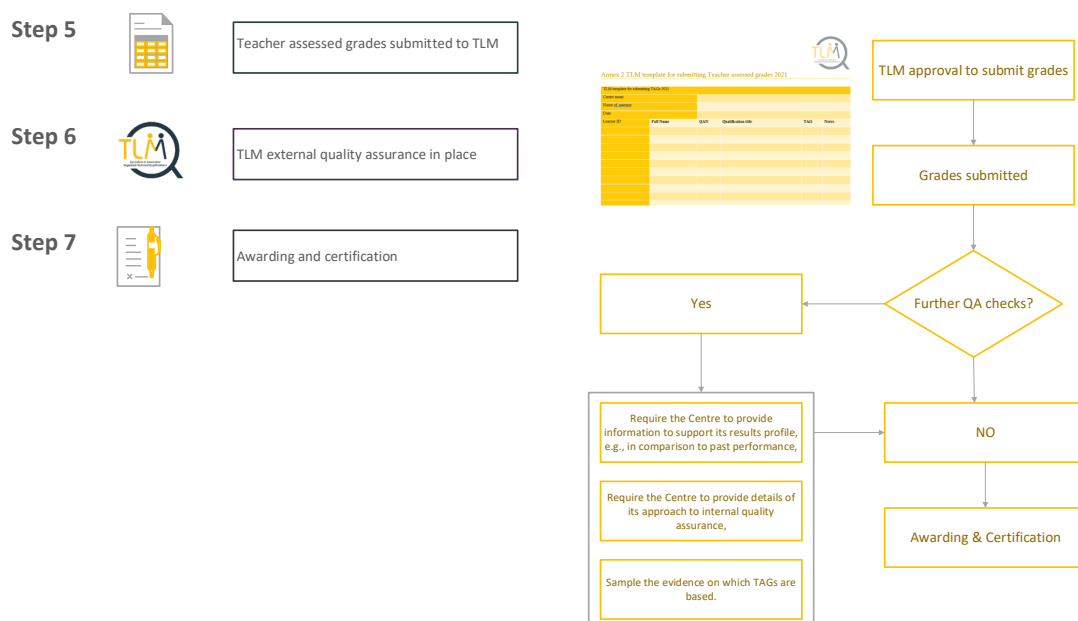 Step 5
Teacher assessed grades submitted to TLM
Step 6
TLM
TLM external quality assurance in place
Step 7
Awarding and certification
TLM
Annex 2 TLM template for submitting Teacher assessed grades 2021
TLM template for submitting TAGs 2021
Centre name
Name of assessor
Date
Learner ID Full Name QAN Qualification title TAG Notes
TLM approval to submit grades
Grades submitted
Further QA checks?
Yes
Require the Centre to provide
information to support its results profile,
e.g., in comparison to past performance,
Require the Centre to provide details of
its approach to internal quality
assurance,
Sample the evidence on which TAGs are
based.
NO
Awarding & Certification